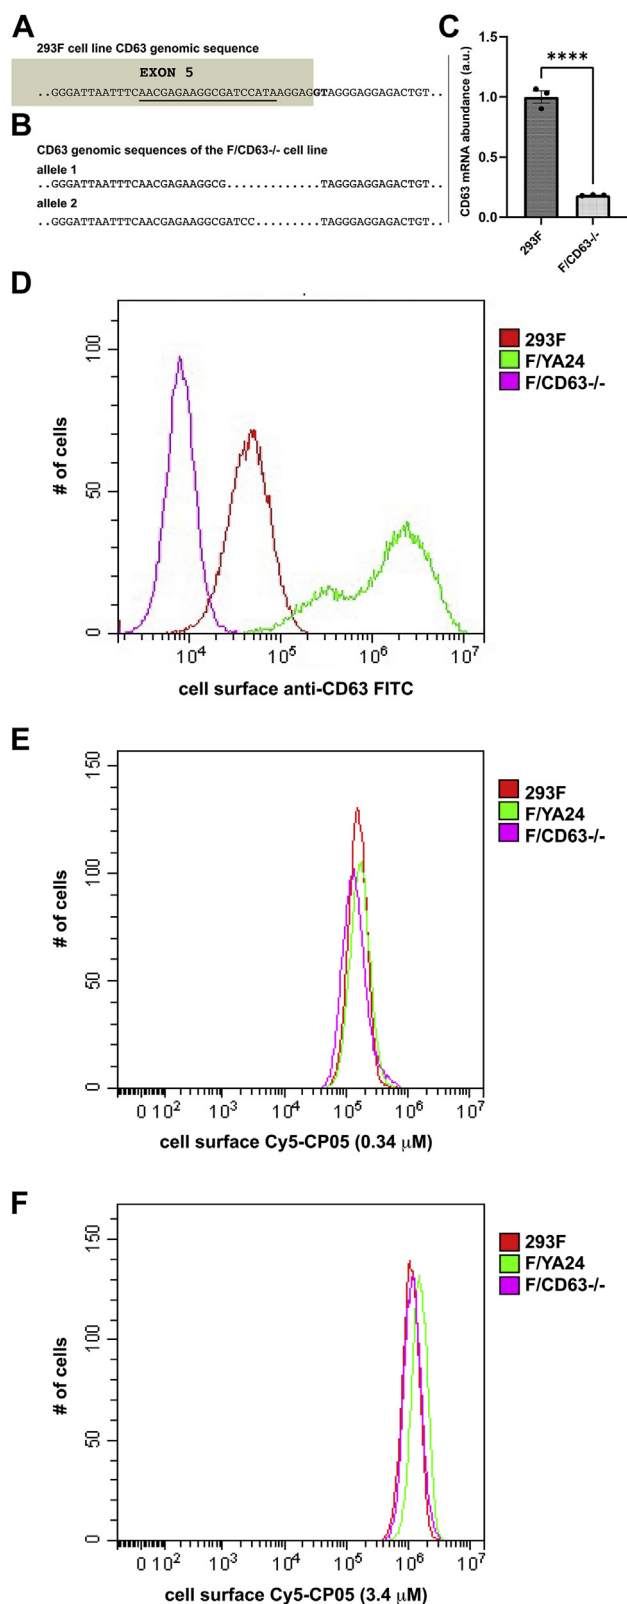 A
293F cell line CD63 genomic sequence
EXON 5
..GGGATTAATTTCAACGAGAAGGCGATCCATAAGGAGGTAGGGAGGAGACTGT..
B
CD63 genomic sequences of the F/CD63-/- cell line
allele 1
..GGGATTAATTTCAACGAGAAGGCG............TAGGGAGGAGACTGT..
allele 2
..GGGATTAATTTCAACGAGAAGGCGATCC........TAGGGAGGAGACTGT..
C
CD63 mRNA abundance (a.u.)
1.5
1.0
0.5
0.0
****
293F
F/CD63-/-
D
# of cells
100
50
0
10^4 10^5 10^6 10^7
cell surface anti-CD63 FITC
293F
F/YA24
F/CD63-/-
E
# of cells
150
100
50
0
0 10^2 10^3 10^4 10^5 10^6 10^7
cell surface Cy5-CP05 (0.34 μM)
293F
F/YA24
F/CD63-/-
F
# of cells
150
100
50
0
0 10^2 10^3 10^4 10^5 10^6 10^7
cell surface Cy5-CP05 (3.4 μM)
293F
F/YA24
F/CD63-/-